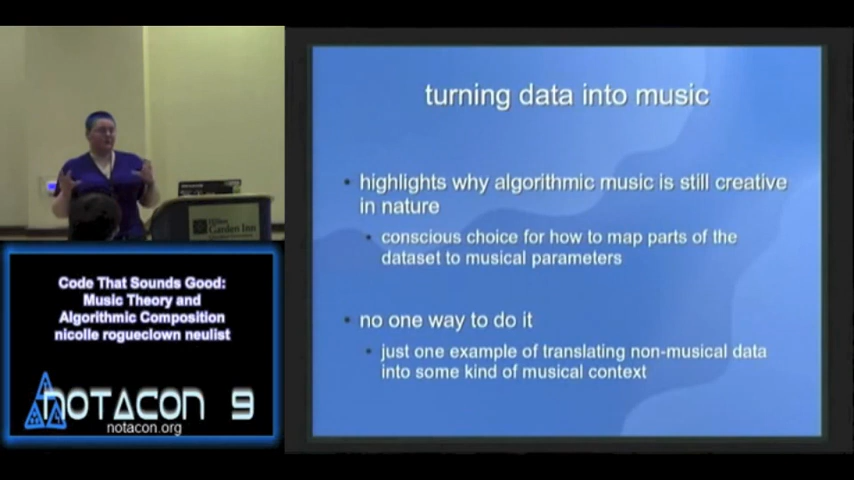 turning data into music
• highlights why algorithmic music is still creative
in nature
• conscious choice for how to map parts of the
dataset to musical parameters
• no one way to do it
• just one example of translating non-musical data
into some kind of musical context
Hilton
Garden Inn
Code That Sounds Good:
Music Theory and
Algorithmic Composition
nicolle rogueclown neulist
NOTACON 9
notacon.org